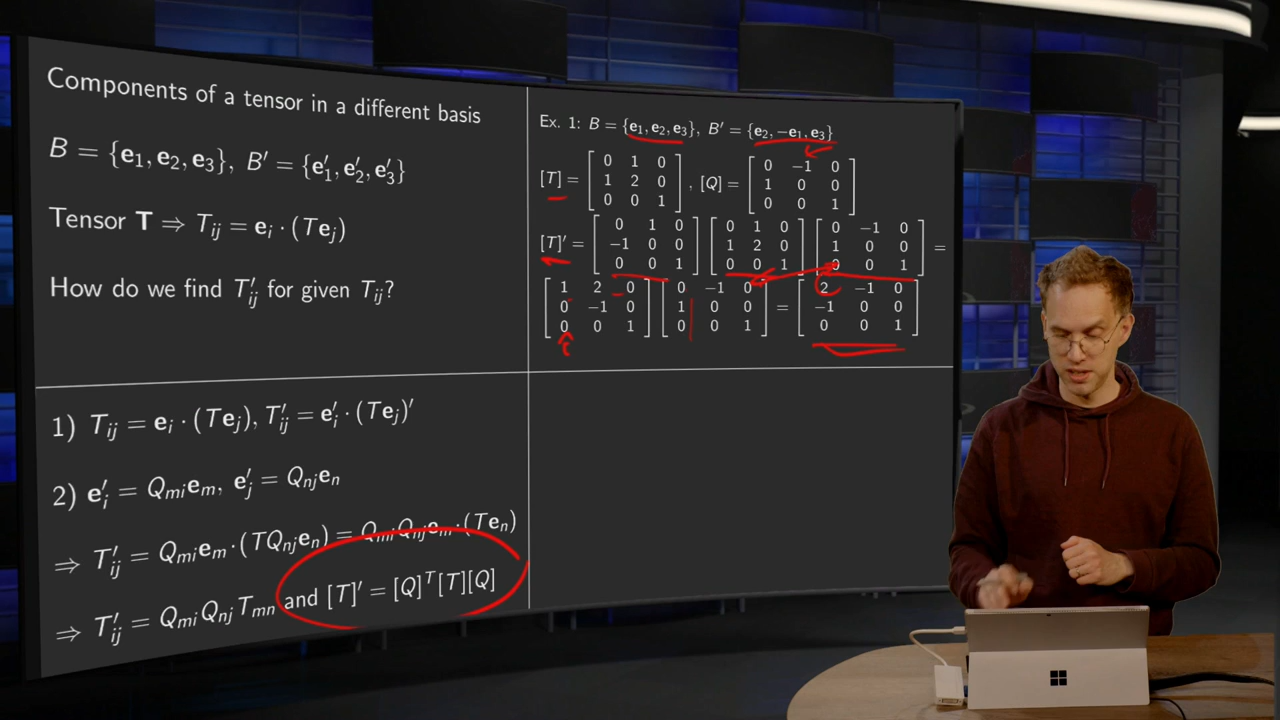 Components of a tensor in a different basis
B = {e₁, e₂, e₃}, B′ = {e′₁, e′₂, e′₃}
Tensor T ⇒ Tᵢⱼ = eᵢ · (Teⱼ)
How do we find T′ᵢⱼ for given Tᵢⱼ?
1) Tᵢⱼ = eᵢ · (Teⱼ), T′ᵢⱼ = e′ᵢ · (Teⱼ)′
2) e′ᵢ = Qₘᵢeₘ, e′ⱼ = Qₙⱼeₙ
⇒ T′ᵢⱼ = Qₘᵢeₘ · (TQₙⱼeₙ) = QₘᵢQₙⱼeₘ · (Teₙ)
⇒ T′ᵢⱼ = QₘᵢQₙⱼTₘₙ and [T]′ = [Q]ᵀ[T][Q]
Ex. 1: B = {e₁, e₂, e₃}, B′ = {e₂, −e₁, e₃}
[T] = [0 1 0; 1 2 0; 0 0 1], [Q] = [0 −1 0; 1 0 0; 0 0 1]
[T]′ = [0 1 0; −1 0 0; 0 0 1] [0 1 0; 1 2 0; 0 0 1] [0 −1 0; 1 0 0; 0 0 1] =
[1 2 0; 0 −1 0; 0 0 1] [0 −1 0; 1 0 0; 0 0 1] = [2 −1 0; −1 0 0; 0 0 1]